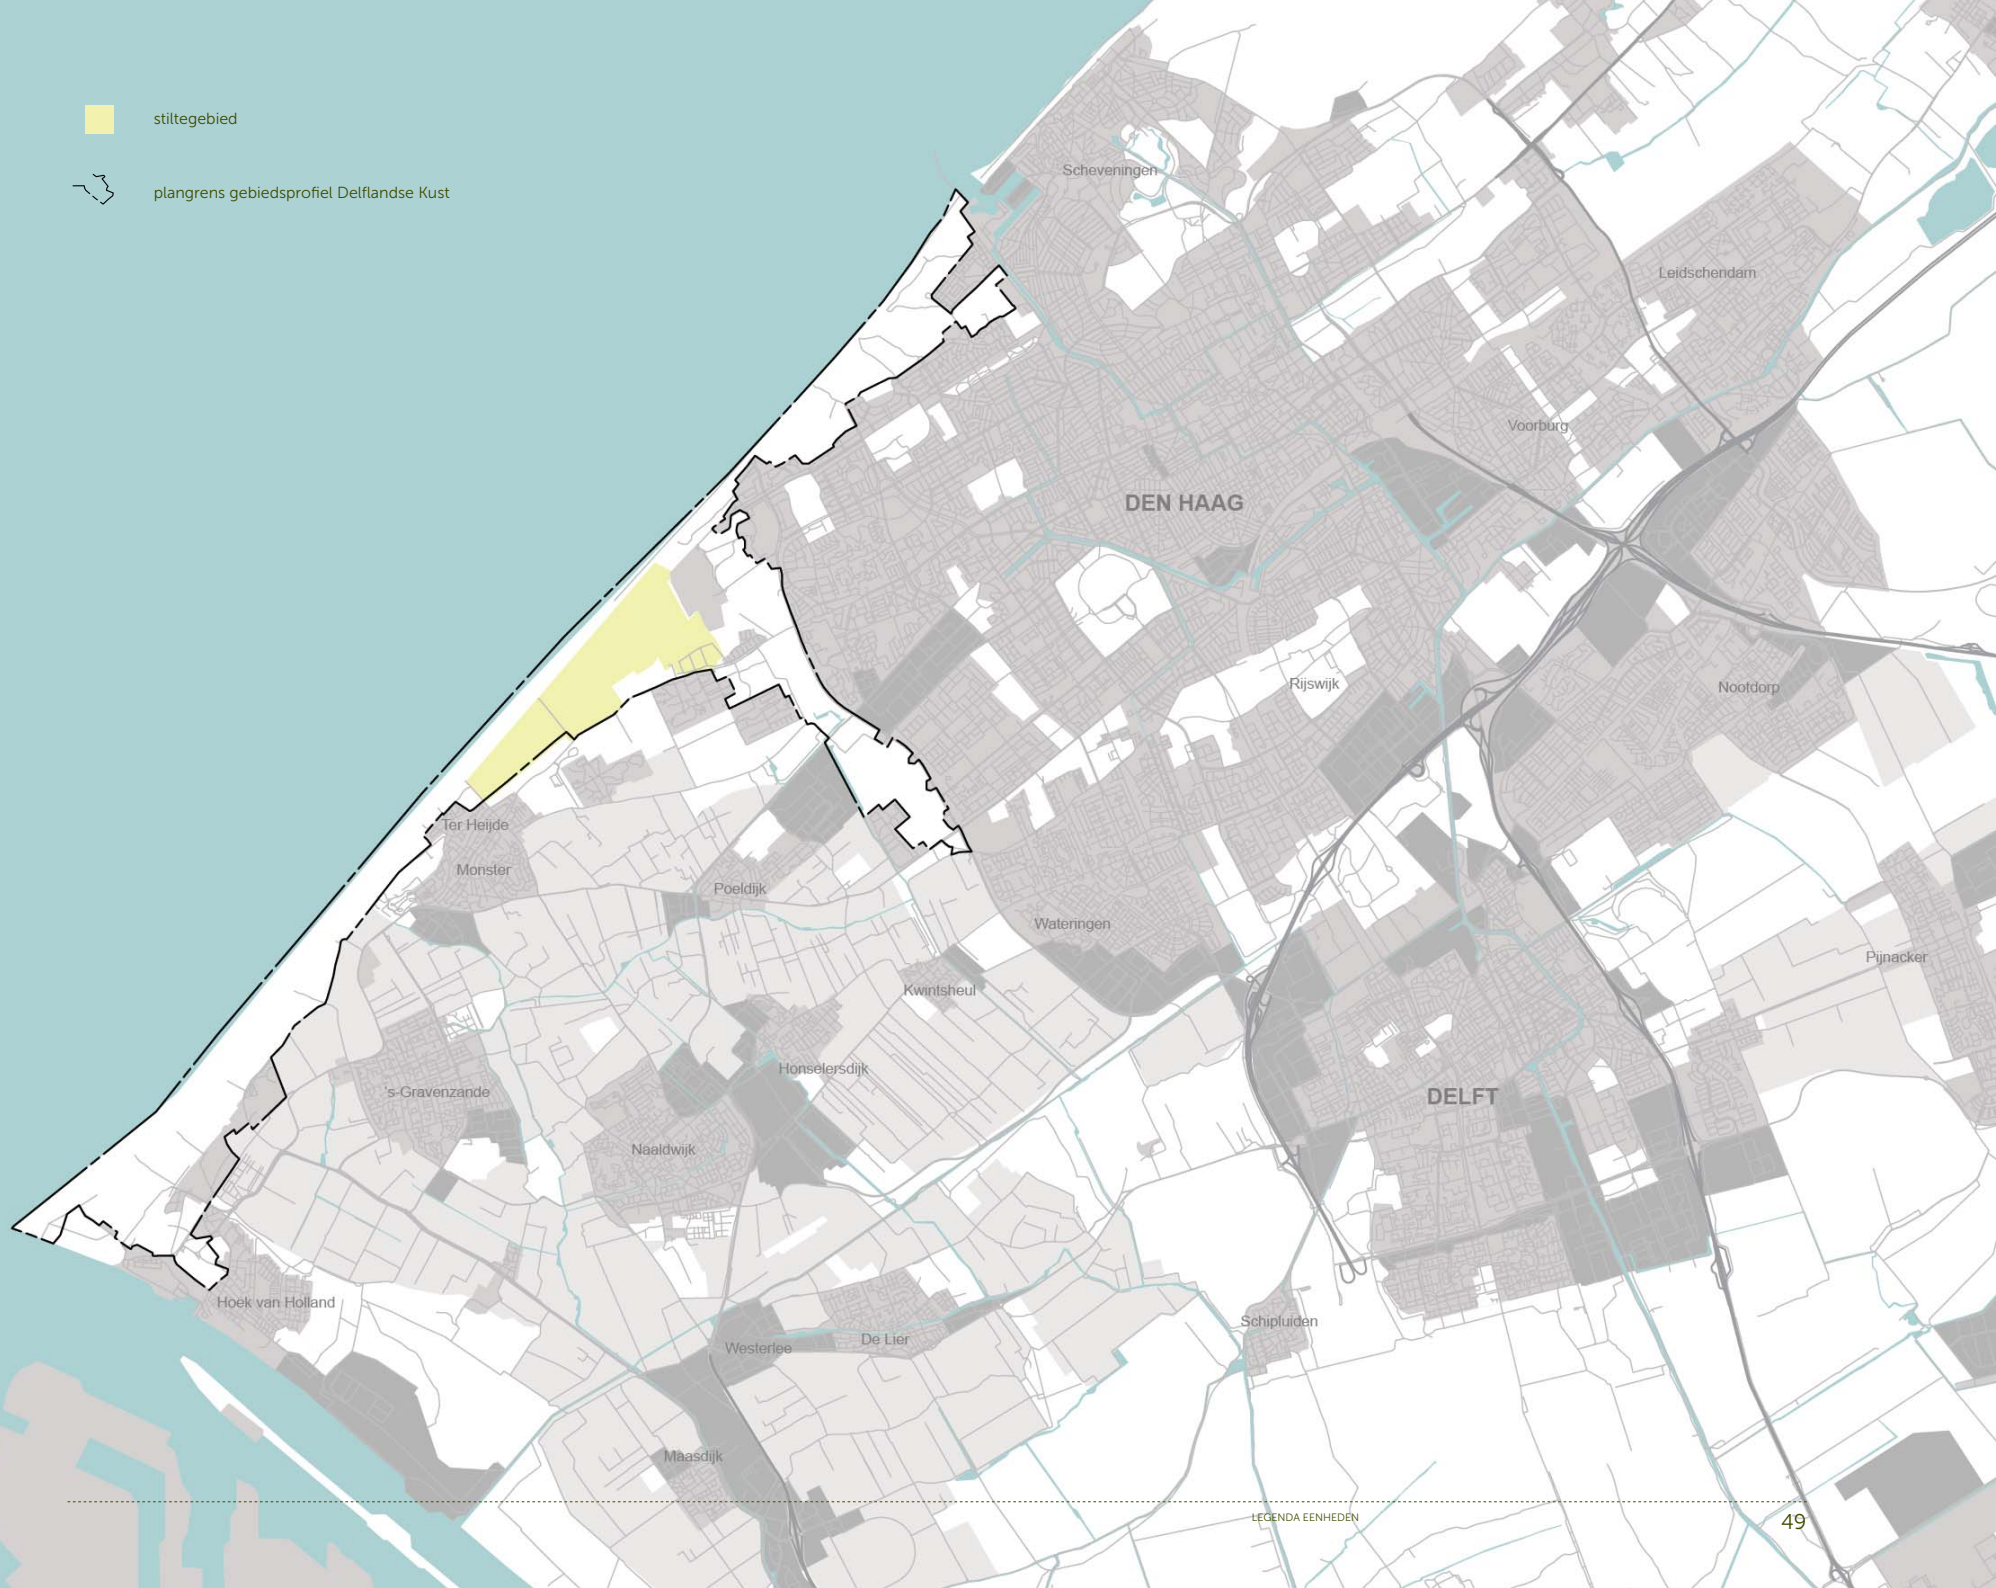 stiltegebied
plangrens gebiedsprofiel Delflandse Kust
Scheveningen
Leidschendam
Voorburg
DEN HAAG
Rijswijk
Nootdorp
Ter Heijde
Monster
Poeldijk
Wateringen
Pijnacker
Kwintsheul
Honselersdijk
's-Gravenzande
DELFT
Naaldwijk
Hoek van Holland
Schipluiden
De Lier
Westerlee
Maasdijk
LEGENDA EENHEDEN
49